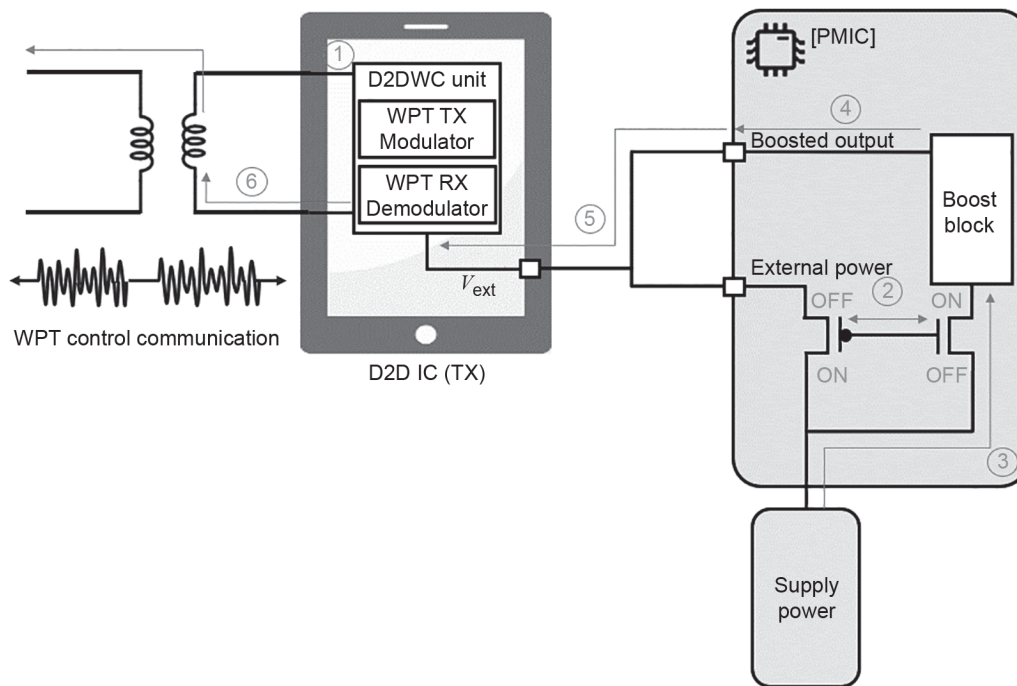 [PMIC]
1
D2DWC unit
WPT TX
Modulator
WPT RX
Demodulator
6
V
ext
5
4
Boosted output
Boost
block
External power
OFF
2
ON
ON
OFF
3
WPT control communication
D2D IC (TX)
Supply
power